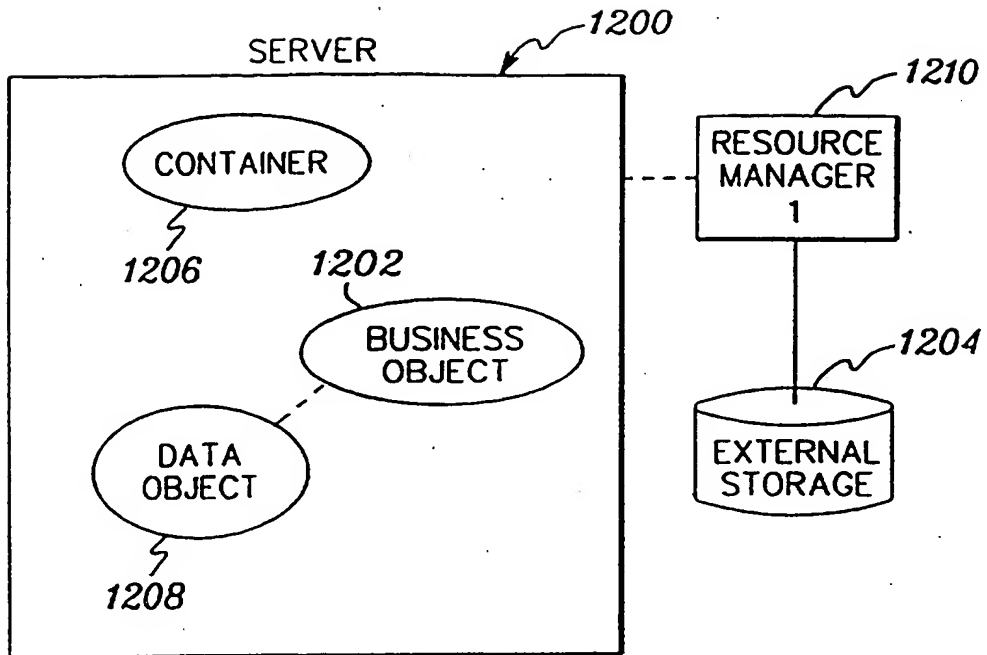 1200
SERVER
1210
RESOURCE
MANAGER
1
CONTAINER
1206
1202
BUSINESS
OBJECT
1204
EXTERNAL
STORAGE
DATA
OBJECT
1208